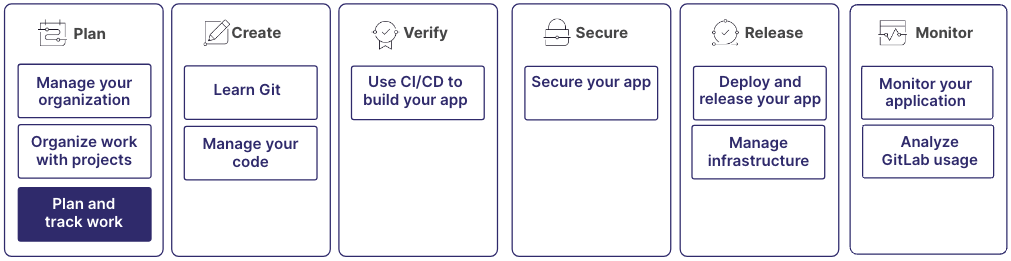 Plan
Manage your
organization
Organize work
with projects
Plan and
track work
Create
Learn Git
Manage your
code
Verify
Use CI/CD to
build your app
Secure
Secure your app
Release
Deploy and
release your app
Manage
infrastructure
Monitor
Monitor your
application
Analyze
GitLab usage